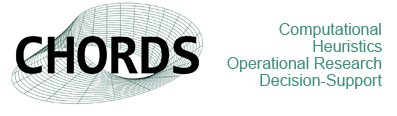 CHORDS
Computational
Heuristics
Operational Research
Decision-Support